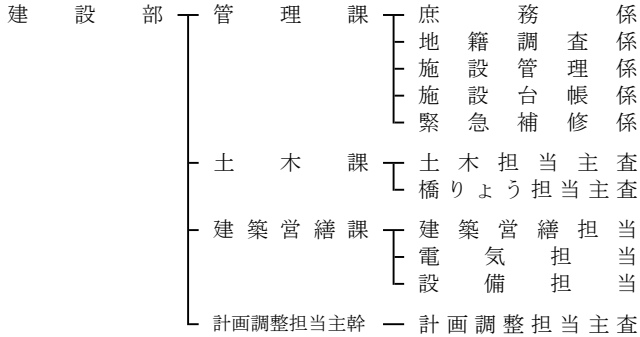 建設部 管理課 庶務係
地籍調査係
施設管理係
施設台帳係
緊急補修係
土木課 土木担当主査
橋りょう担当主査
建築営繕課 建築営繕担当
電気担当
設備担当
計画調整担当主幹 計画調整担当主査